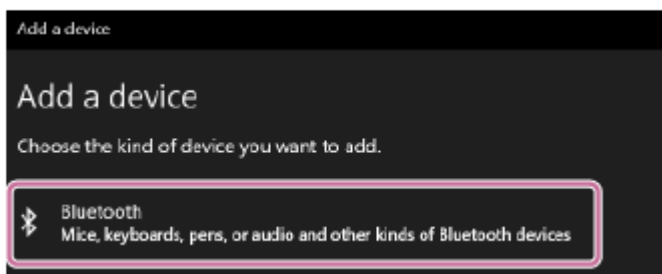 Add a device
Add a device
Choose the kind of device you want to add.
Bluetooth
Mice, keyboards, pens, or audio and other kinds of Bluetooth devices